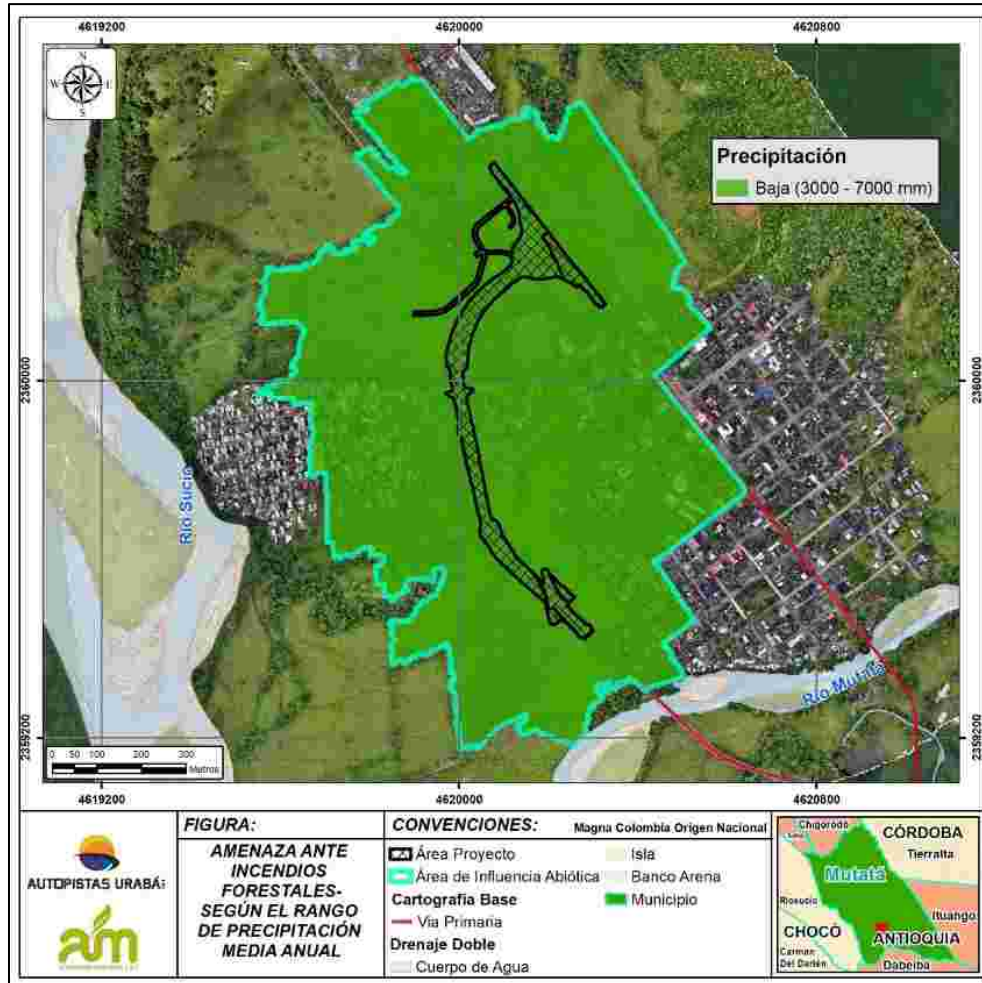 4619200 4620000 4620800
N
W E
S
Precipitación
Baja (3000 - 7000 mm)
2360000 2360000
Río Sucio
Río Mutatá
2359200 2359200
0 50 100 200 300
Metros
4619200 4620000 4620800
AUTOPISTAS URABÁ
FIGURA:
AMENAZA ANTE
INCENDIOS
FORESTALES-
SEGÚN EL RANGO
DE PRECIPITACIÓN
MEDIA ANUAL
CONVENCIONES: Magna Colombia Origen Nacional
Área Proyecto Isla
Área de Influencia Abiótica Banco Arena
Cartografía Base Municipio
Vía Primaria
Drenaje Doble
Cuerpo de Agua
Chigorodó
CÓRDOBA
Tierralta
Mutatá
Riosucio
Ituango
CHOCÓ
ANTIOQUIA
Carmen
Del Darién
Dabeiba